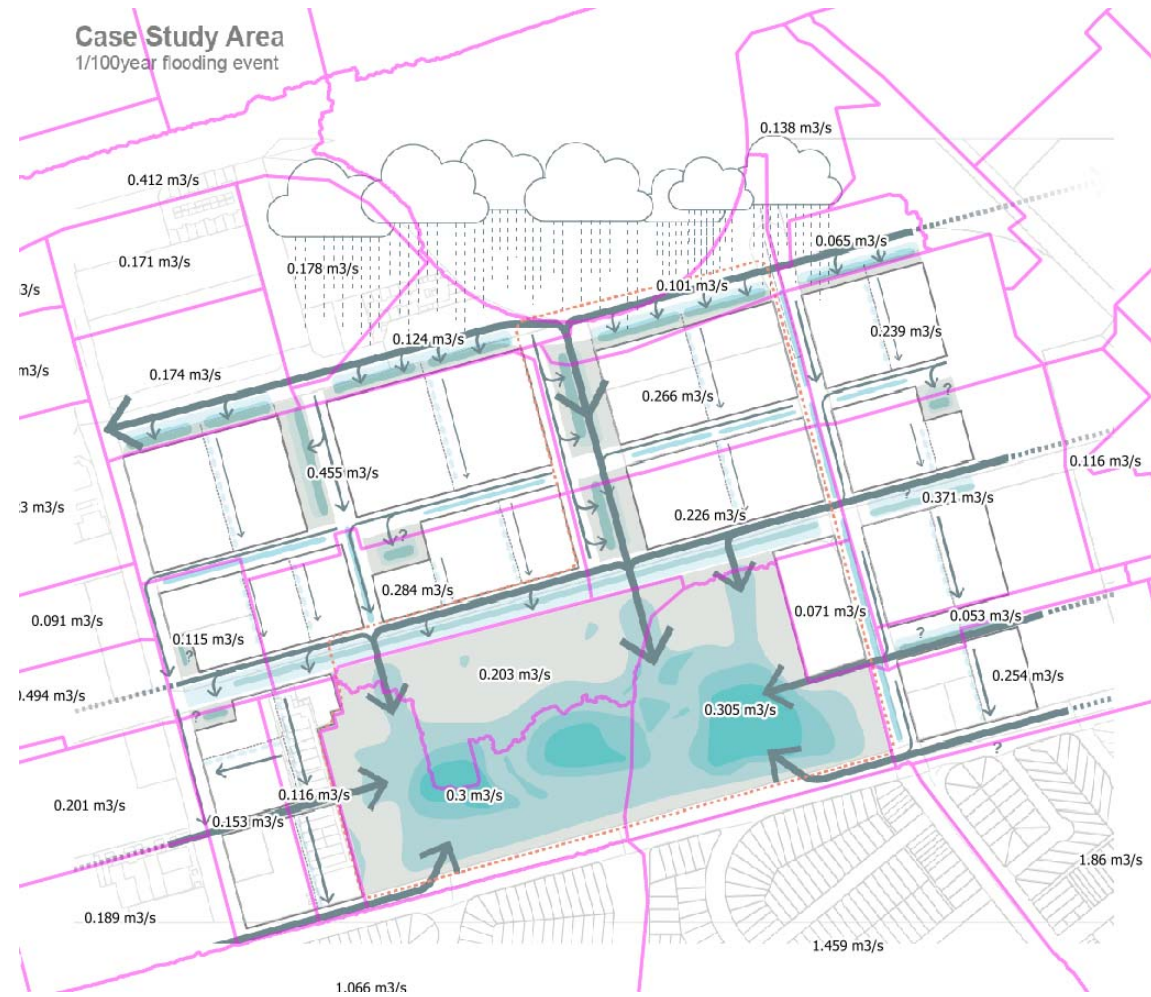 Case Study Area
1/100year flooding event
0.138 m3/s
0.412 m3/s
0.065 m3/s
0.171 m3/s
0.178 m3/s
3/s
0.101 m3/s
0.124 m3/s
0.239 m3/s
m3/s
0.174 m3/s
?
0.266 m3/s
0.116 m3/s
0.455 m3/s
?
0.371 m3/s
3 m3/s
0.226 m3/s
?
0.284 m3/s
0.091 m3/s
0.071 m3/s
0.053 m3/s
0.115 m3/s
?
?
0.203 m3/s
0.254 m3/s
0.494 m3/s
0.305 m3/s
?
?
0.116 m3/s
0.3 m3/s
0.201 m3/s
0.153 m3/s
1.86 m3/s
0.189 m3/s
1.459 m3/s
1.066 m3/s